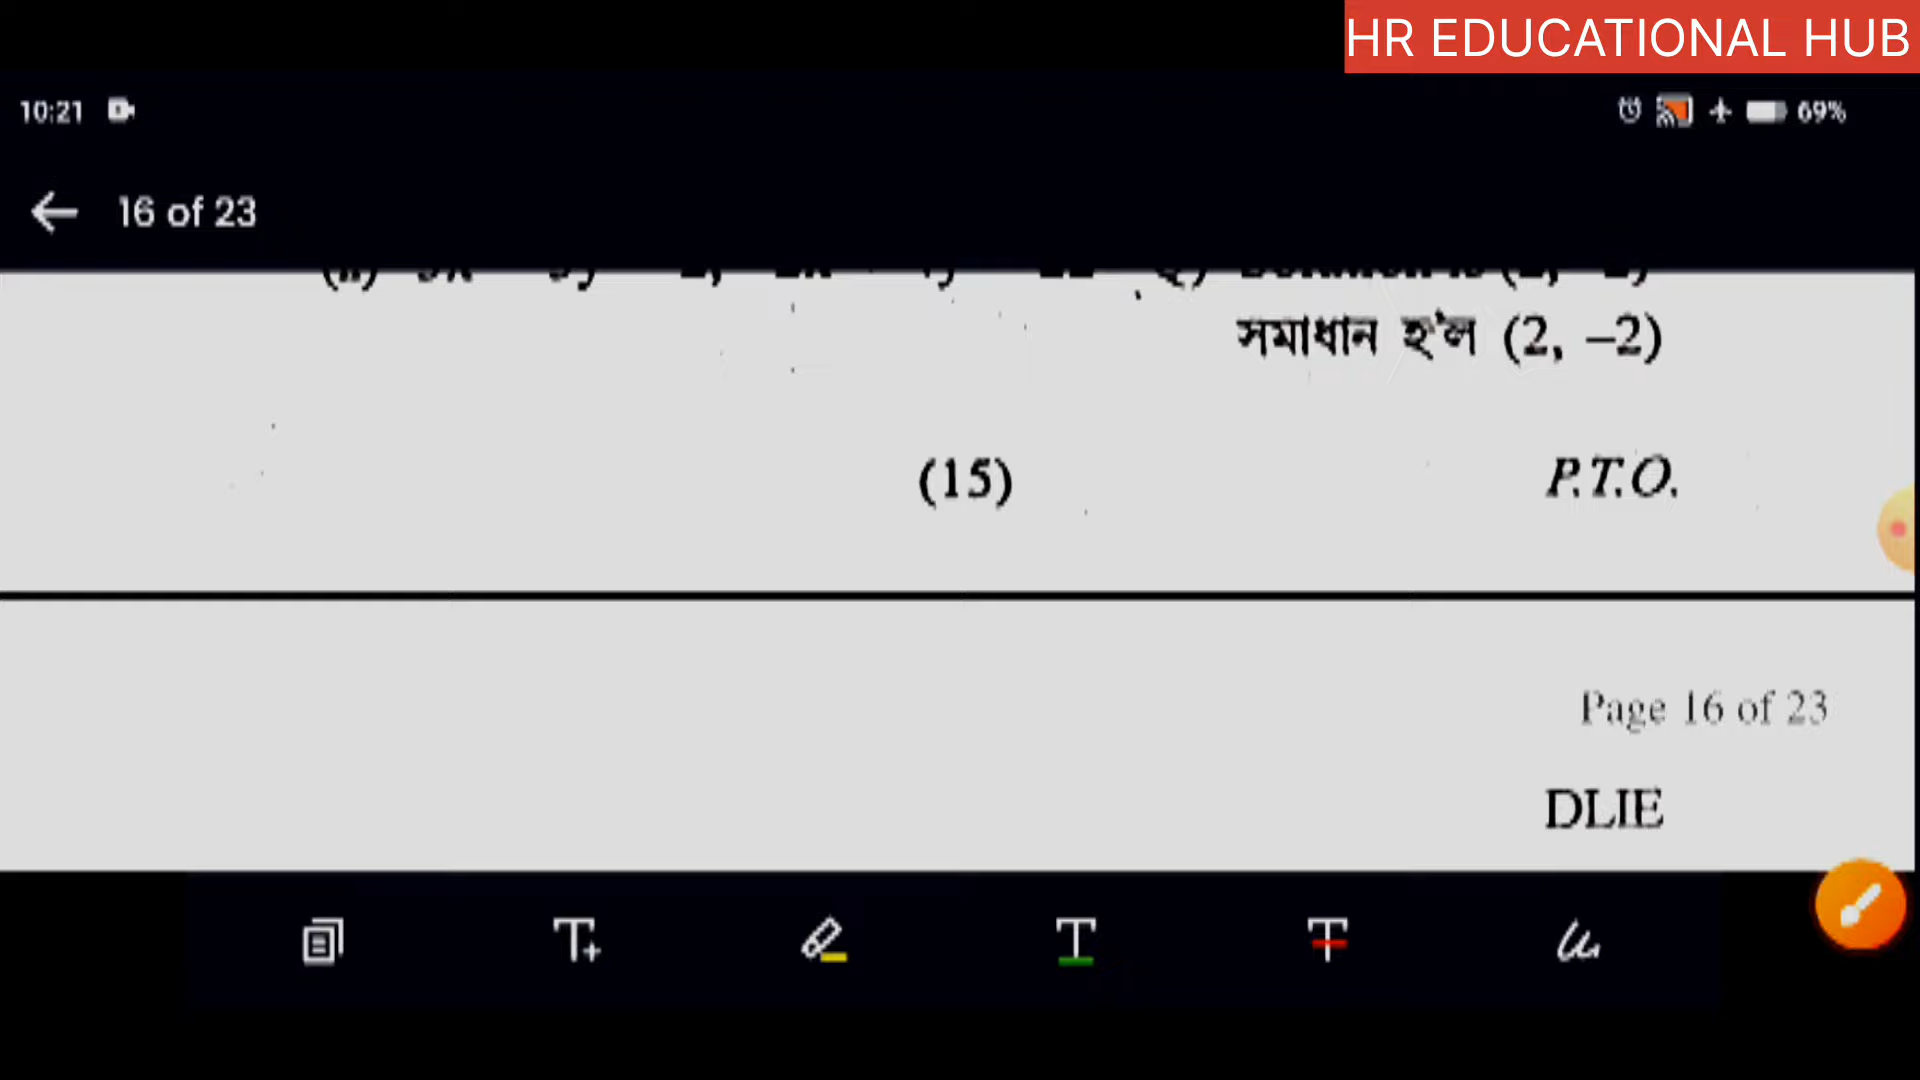 HR EDUCATIONAL HUB
10:21 69%
16 of 23
সমাধান হ'ল (2, –2)
(15) P.T.O.
Page 16 of 23
DLIE